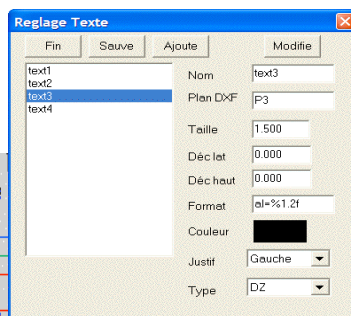 Reglage Texte
Fin Sauve Ajoute Modifie
text1
text2
text3
text4
Nom text3
Plan DXF P3
Taille 1.500
Déc lat 0.000
Déc haut 0.000
Format al=%1.2f
Couleur
Justif Gauche
Type DZ